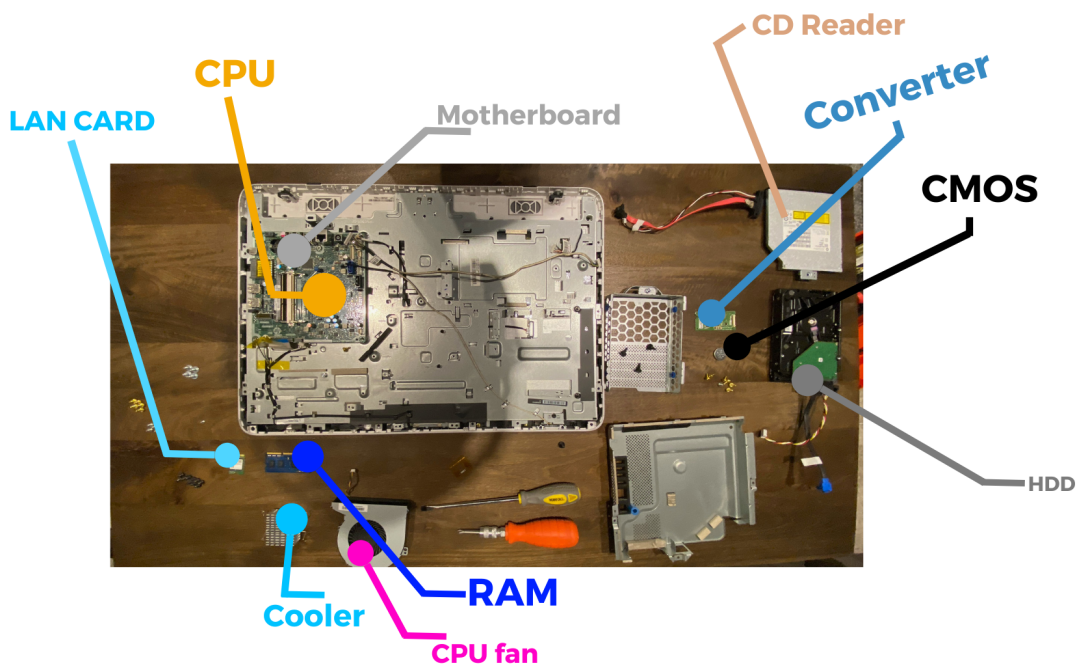 CD Reader
CPU
Converter
Motherboard
LAN CARD
CMOS
HDD
RAM
Cooler
CPU fan